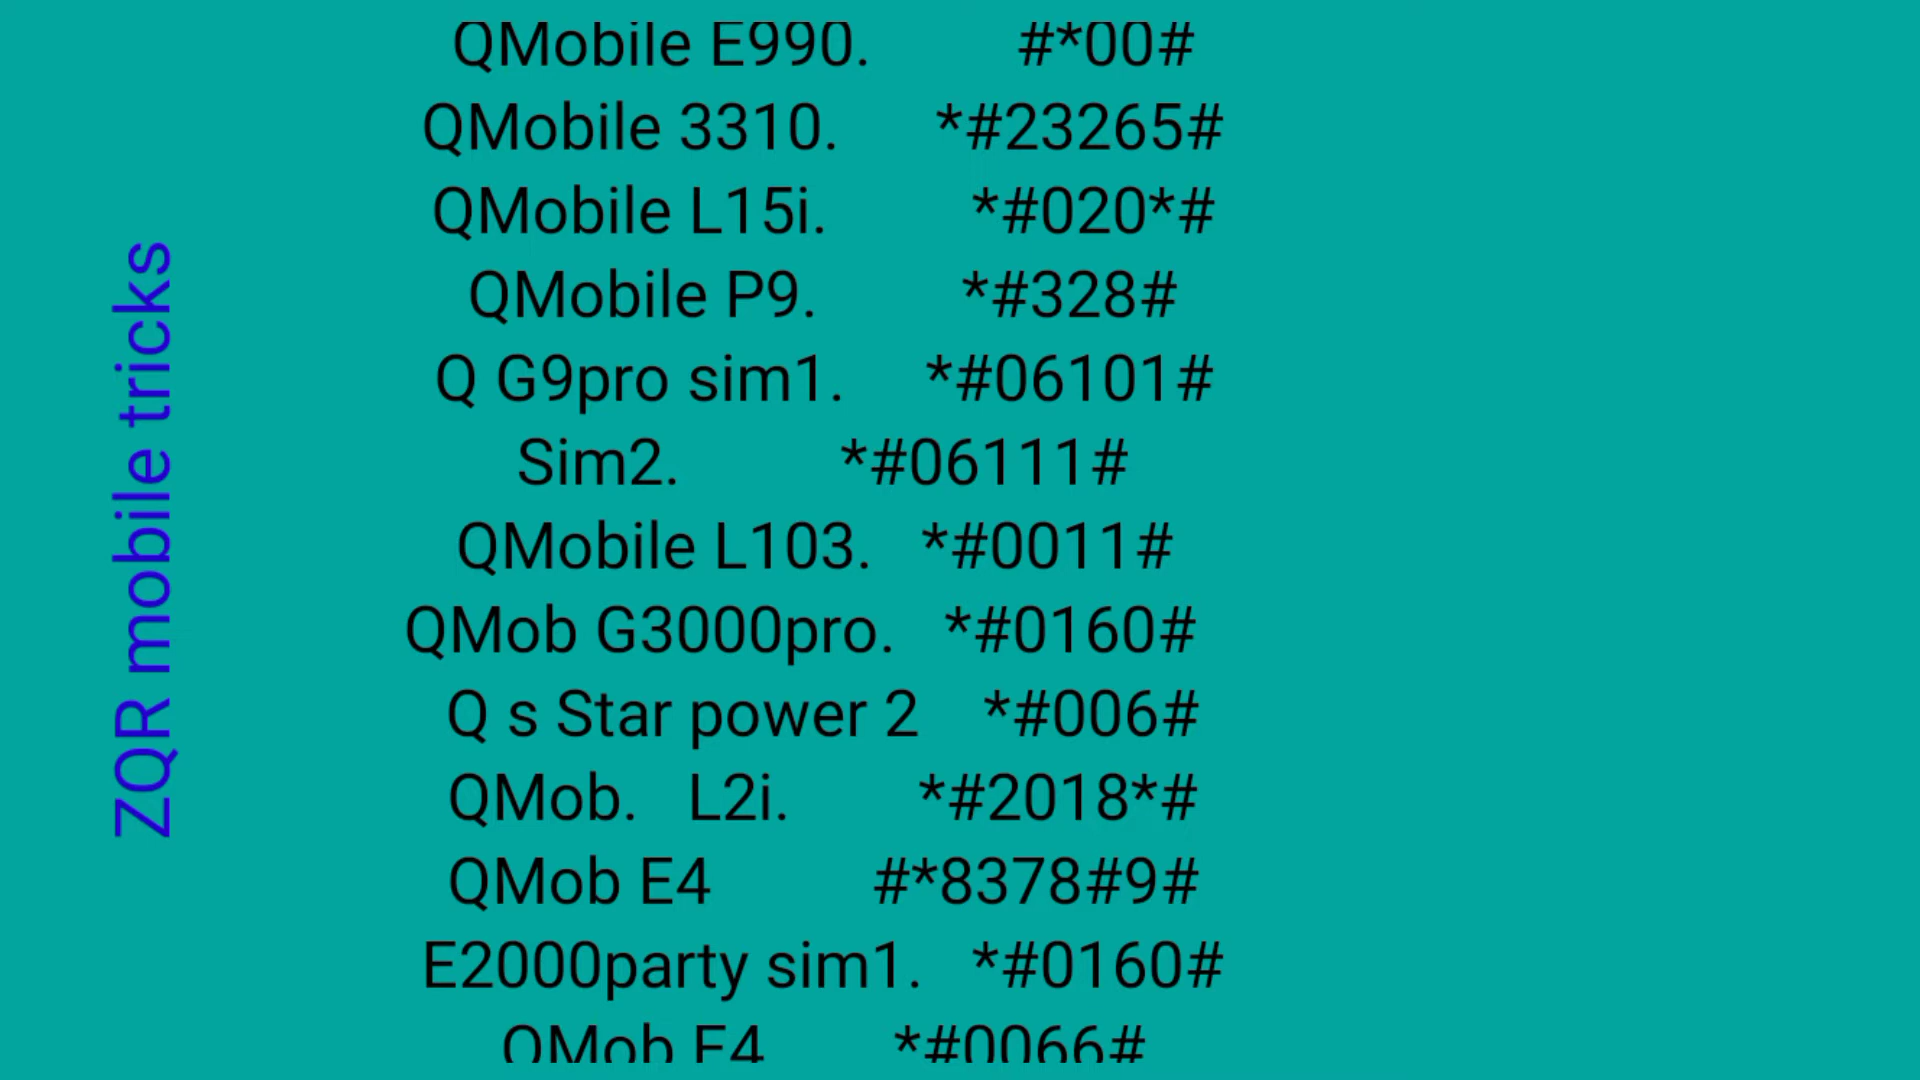 ZQR mobile tricks
QMobile E990. #*00#
QMobile 3310. *#23265#
QMobile L15i. *#020*#
QMobile P9. *#328#
Q G9pro sim1. *#06101#
Sim2. *#06111#
QMobile L103. *#0011#
QMob G3000pro. *#0160#
Q s Star power 2 *#006#
QMob. L2i. *#2018*#
QMob E4 #*8378#9#
E2000party sim1. *#0160#
QMob E4 *#0066#